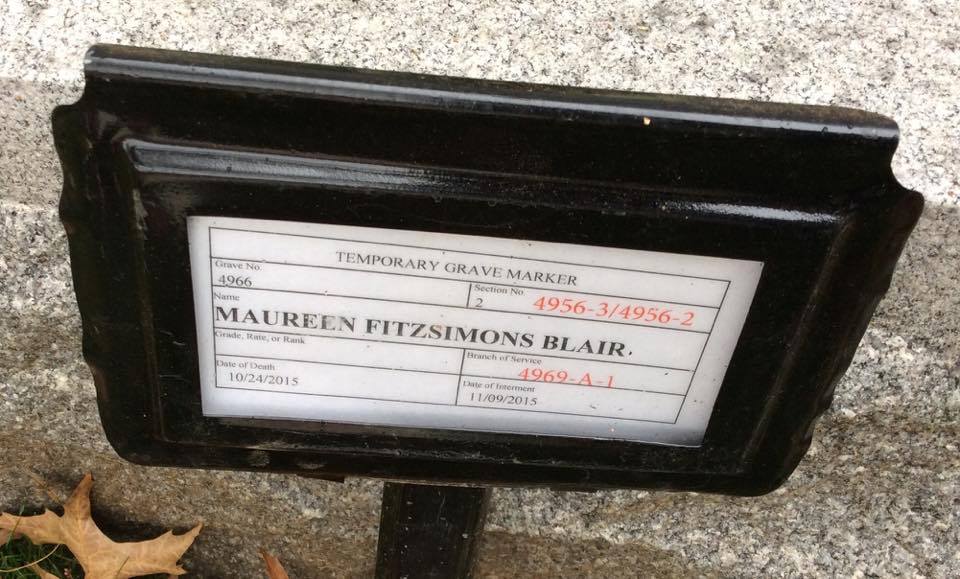 TEMPORARY GRAVE MARKER
Grave No. Section No.
4966 2 4956-3/4956-2
Name
MAUREEN FITZSIMONS BLAIR.
Grade, Rate, or Rank Branch of Service
4969-A-1
Date of Death Date of Interment
10/24/2015 11/09/2015